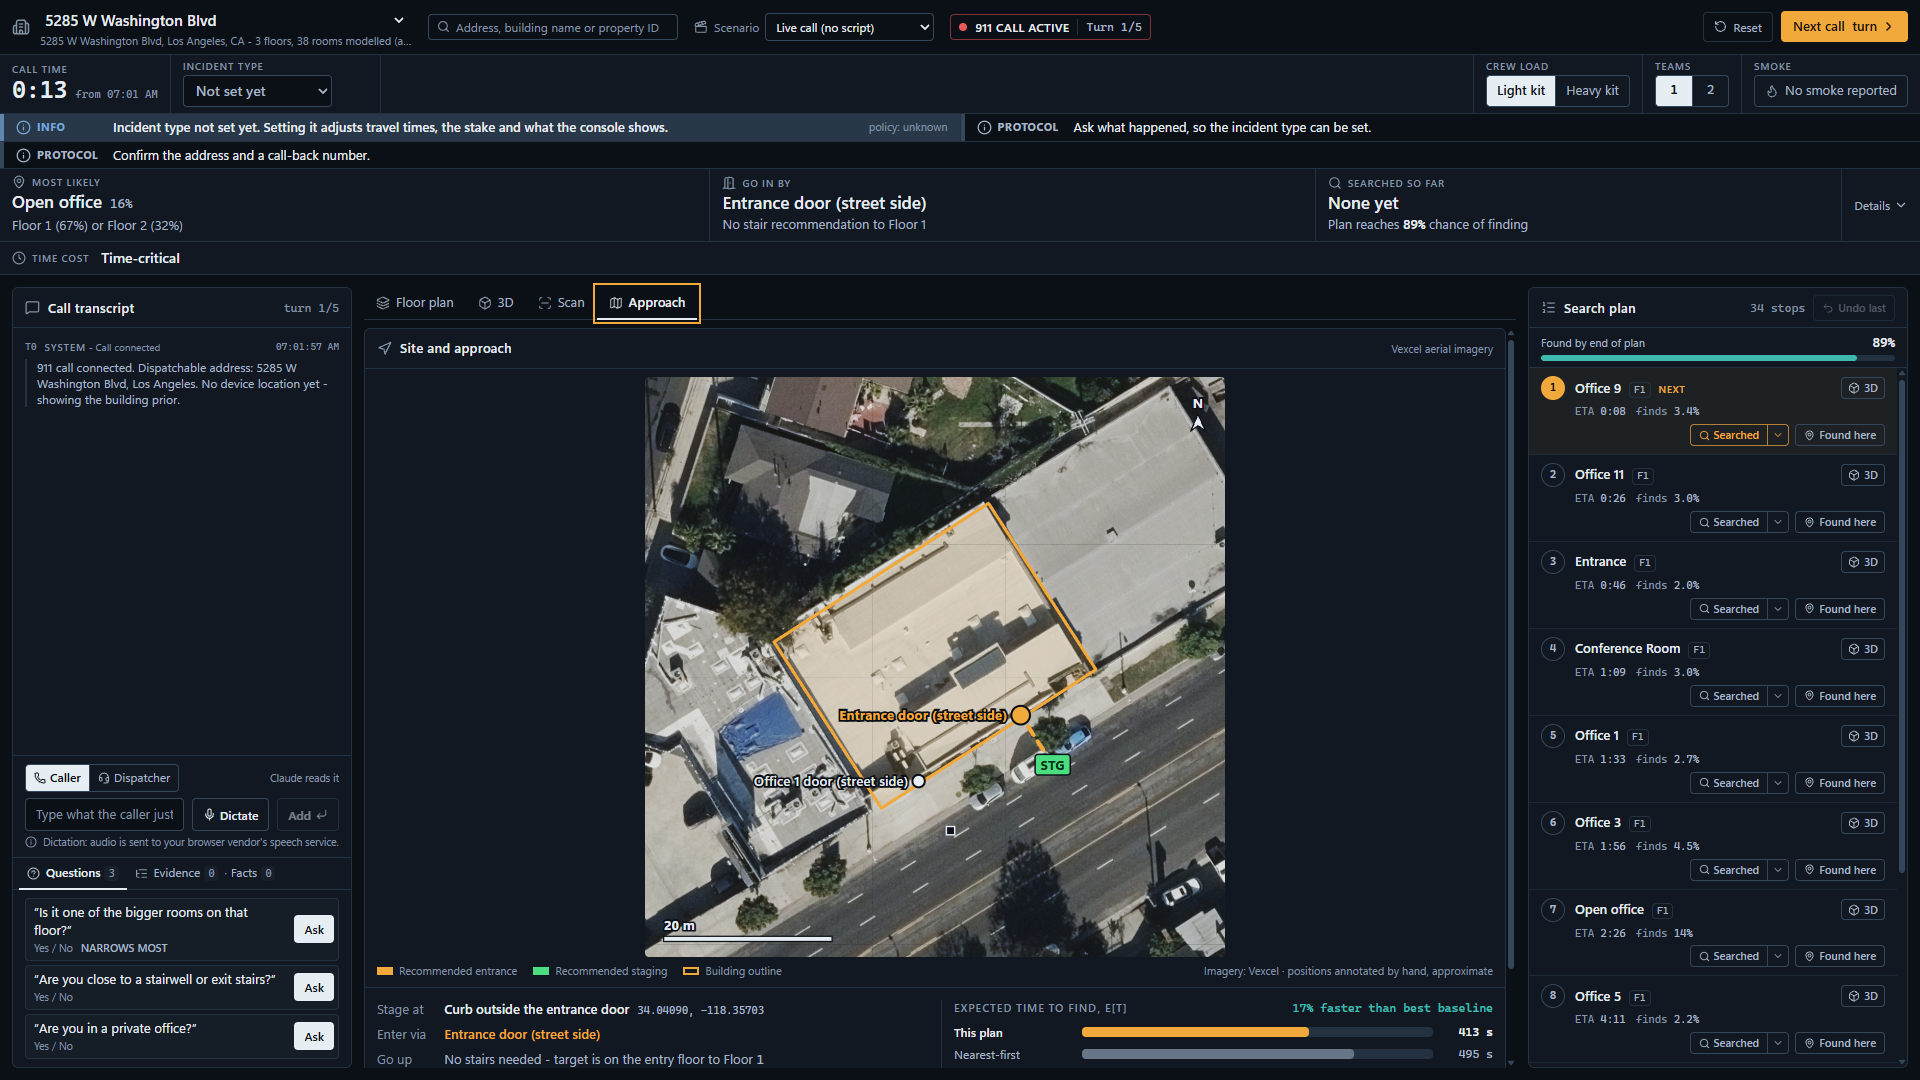 5285 W Washington Blvd
5285 W Washington Blvd, Los Angeles, CA - 3 floors, 38 rooms modelled (a...
Address, building name or property ID
Scenario
Live call (no script)
911 CALL ACTIVE
Turn 1/5
Reset
Next call turn
CALL TIME
0:13 from 07:01 AM
INCIDENT TYPE
Not set yet
CREW LOAD
Light kit
Heavy kit
TEAMS
1
2
SMOKE
No smoke reported
INFO
Incident type not set yet. Setting it adjusts travel times, the stake and what the console shows.
policy: unknown
PROTOCOL
Ask what happened, so the incident type can be set.
PROTOCOL
Confirm the address and a call-back number.
MOST LIKELY
Open office 16%
Floor 1 (67%) or Floor 2 (32%)
GO IN BY
Entrance door (street side)
No stair recommendation to Floor 1
SEARCHED SO FAR
None yet
Plan reaches 89% chance of finding
Details
TIME COST
Time-critical
Call transcript
turn 1/5
T0 SYSTEM - Call connected
07:01:57 AM
911 call connected. Dispatchable address: 5285 W
Washington Blvd, Los Angeles. No device location yet -
showing the building prior.
Caller
Dispatcher
Claude reads it
Type what the caller just
Dictate
Add
Dictation: audio is sent to your browser vendor's speech service.
Questions 3
Evidence 0
· Facts 0
"Is it one of the bigger rooms on that
floor?"
Yes / No NARROWS MOST
Ask
"Are you close to a stairwell or exit stairs?"
Yes / No
Ask
"Are you in a private office?"
Yes / No
Ask
Floor plan
3D
Scan
Approach
Site and approach
Vexcel aerial imagery
N
Entrance door (street side)
STG
Office 1 door (street side)
20 m
Recommended entrance
Recommended staging
Building outline
Imagery: Vexcel · positions annotated by hand, approximate
Stage at
Curb outside the entrance door 34.04090, -118.35703
Enter via
Entrance door (street side)
Go up
No stairs needed - target is on the entry floor to Floor 1
EXPECTED TIME TO FIND, E[T]
17% faster than best baseline
This plan
413 s
Nearest-first
495 s
Search plan
34 stops
Undo last
Found by end of plan
89%
1
Office 9 F1 NEXT
3D
ETA 0:08 finds 3.4%
Searched
Found here
2
Office 11 F1
3D
ETA 0:26 finds 3.0%
Searched
Found here
3
Entrance F1
3D
ETA 0:46 finds 2.0%
Searched
Found here
4
Conference Room F1
3D
ETA 1:09 finds 3.0%
Searched
Found here
5
Office 1 F1
3D
ETA 1:33 finds 2.7%
Searched
Found here
6
Office 3 F1
3D
ETA 1:56 finds 4.5%
Searched
Found here
7
Open office F1
3D
ETA 2:26 finds 14%
Searched
Found here
8
Office 5 F1
3D
ETA 4:11 finds 2.2%
Searched
Found here